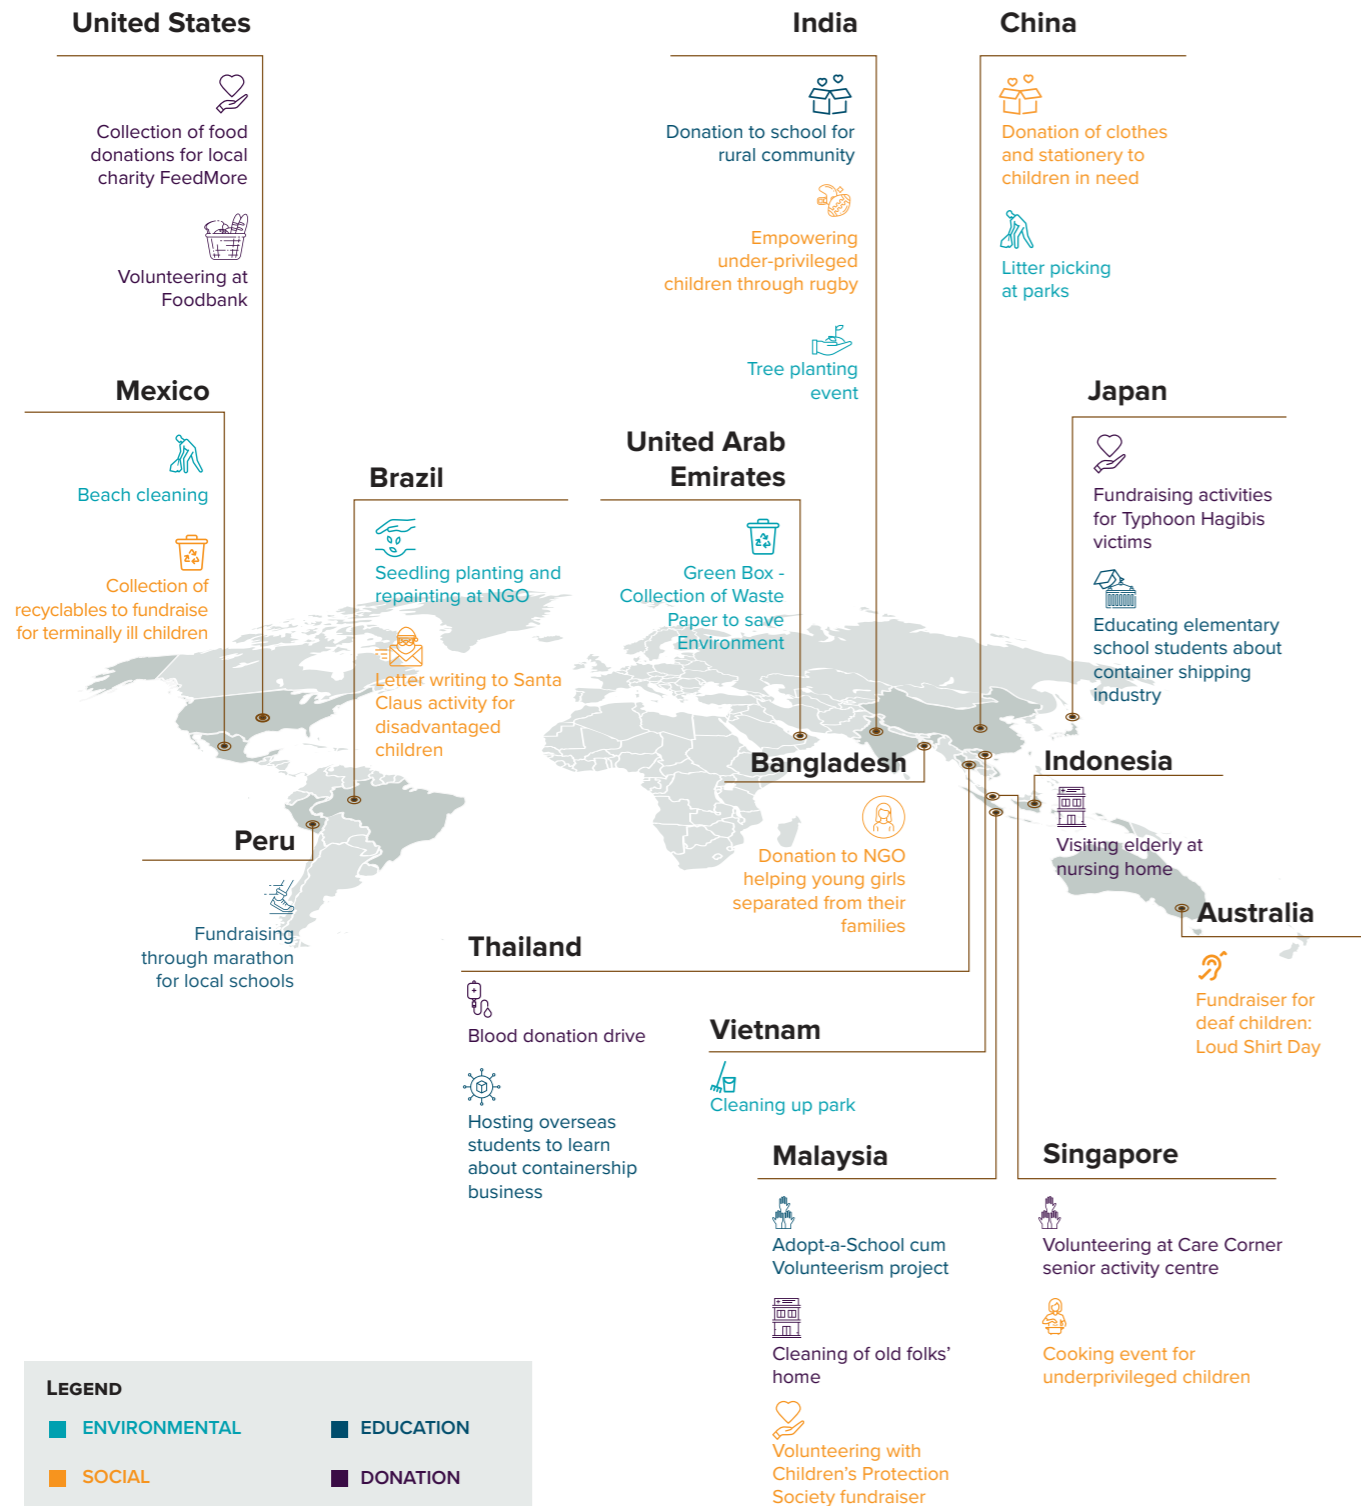 United States
Collection of food
donations for local
charity FeedMore
Volunteering at
Foodbank
India
Donation to school for
rural community
Empowering
under-privileged
children through rugby
Tree planting
event
China
Donation of clothes
and stationery to
children in need
Litter picking
at parks
Mexico
Beach cleaning
Collection of
recyclables to fundraise
for terminally ill children
Brazil
Seedling planting and
repainting at NGO
Letter writing to Santa
Claus activity for
disadvantaged
children
United Arab
Emirates
Green Box -
Collection of Waste
Paper to save
Environment
Japan
Fundraising activities
for Typhoon Hagibis
victims
Educating elementary
school students about
container shipping
industry
Bangladesh
Donation to NGO
helping young girls
separated from their
families
Indonesia
Visiting elderly at
nursing home
Peru
Fundraising
through marathon
for local schools
Australia
Fundraiser for
deaf children:
Loud Shirt Day
Thailand
Blood donation drive
Hosting overseas
students to learn
about containership
business
Vietnam
Cleaning up park
Malaysia
Adopt-a-School cum
Volunteerism project
Cleaning of old folks'
home
Volunteering with
Children's Protection
Society fundraiser
Singapore
Volunteering at Care Corner
senior activity centre
Cooking event for
underprivileged children
LEGEND
ENVIRONMENTAL
EDUCATION
SOCIAL
DONATION